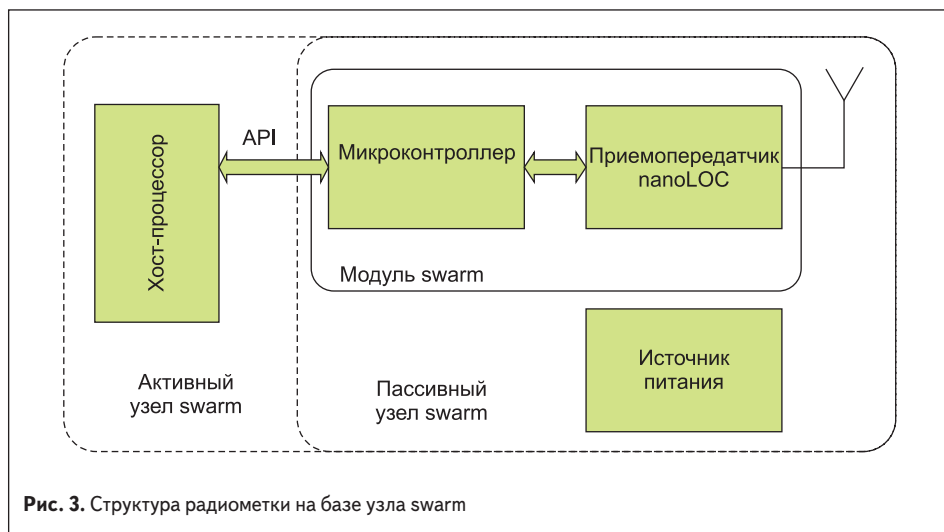 Хост-процессор
API
Микроконтроллер
Приемопередатчик
nanoLOC
Модуль swarm
Источник
питания
Активный
узел swarm
Пассивный
узел swarm
Рис. 3. Структура радиометки на базе узла swarm